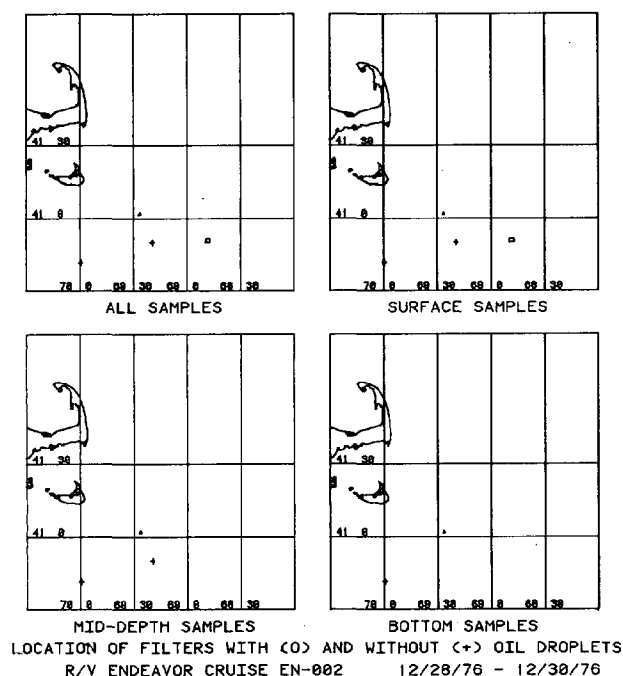 41 30
41 0
70 0 69 30 69 0 68 30
ALL SAMPLES
41 30
41 0
70 0 69 30 69 0 68 30
SURFACE SAMPLES
41 30
41 0
70 0 69 30 69 0 68 30
MID-DEPTH SAMPLES
41 30
41 0
70 0 69 30 69 0 68 30
BOTTOM SAMPLES
LOCATION OF FILTERS WITH (O) AND WITHOUT (+) OIL DROPLETS
R/V ENDEAVOR CRUISE EN-002 12/28/76 - 12/30/76